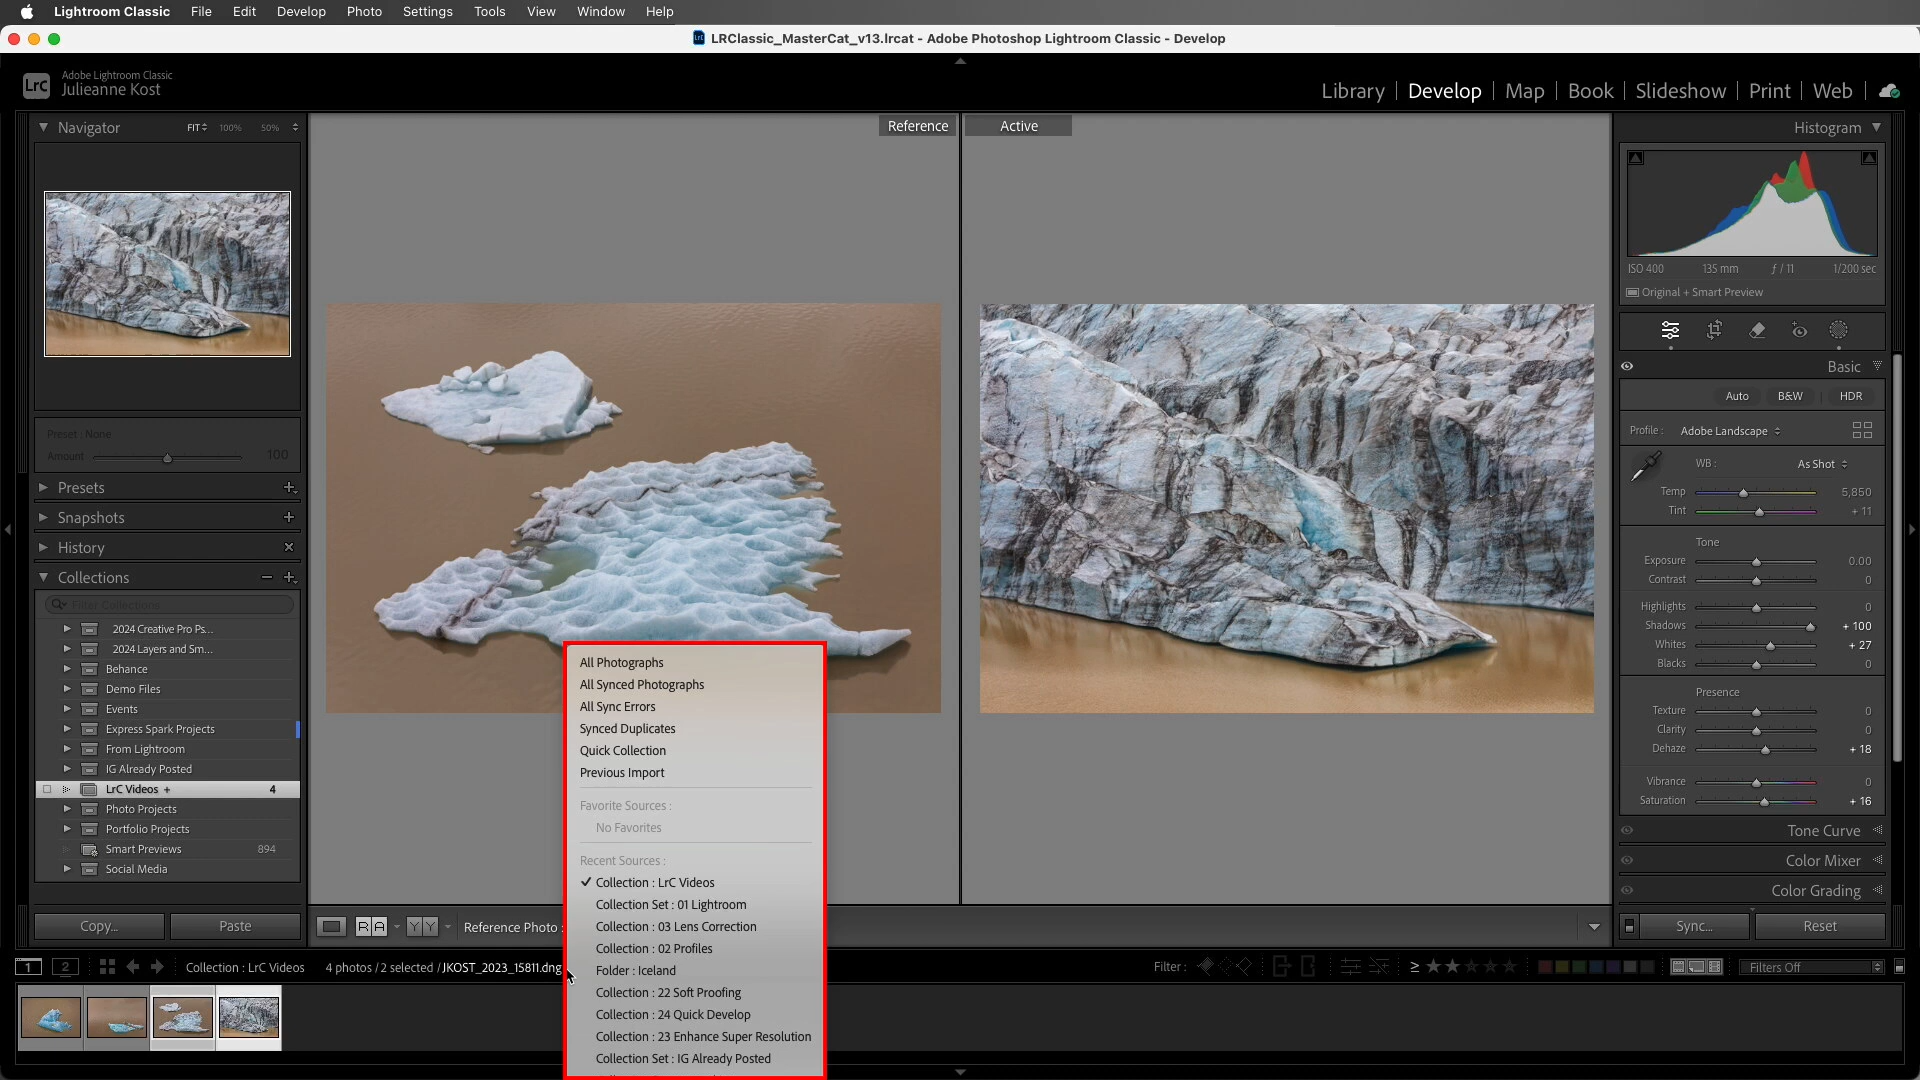 Lightroom Classic File Edit Develop Photo Settings Tools View Window Help
LRClassic_MasterCat_v13.lrcat - Adobe Photoshop Lightroom Classic - Develop
LrC
Adobe Lightroom Classic
Julieanne Kost
Library Develop Map Book Slideshow Print Web
Navigator FIT 100% 50%
Preset : None
Amount 100
Presets
Snapshots
History
Collections
Filter Collections
2024 Creative Pro Ps...
2024 Layers and Sm...
Behance
Demo Files
Events
Express Spark Projects
From Lightroom
IG Already Posted
LrC Videos + 4
Photo Projects
Portfolio Projects
Smart Previews 894
Social Media
Copy... Paste
Reference Active
All Photographs
All Synced Photographs
All Sync Errors
Synced Duplicates
Quick Collection
Previous Import
Favorite Sources :
No Favorites
Recent Sources :
Collection : LrC Videos
Collection Set : 01 Lightroom
Collection : 03 Lens Correction
Collection : 02 Profiles
Folder : Iceland
Collection : 22 Soft Proofing
Collection : 24 Quick Develop
Collection : 23 Enhance Super Resolution
Collection Set : IG Already Posted
R A Y Y Reference Photo :
1 2 Collection : LrC Videos 4 photos / 2 selected / JKOST_2023_15811.dng
Filter : ≥ Filters Off
Histogram
ISO 400 135 mm ƒ / 11 1/200 sec
Original + Smart Preview
Basic
Auto B&W HDR
Profile : Adobe Landscape
WB : As Shot
Temp 5,850
Tint + 11
Tone
Exposure 0.00
Contrast 0
Highlights 0
Shadows + 100
Whites + 27
Blacks 0
Presence
Texture 0
Clarity 0
Dehaze + 18
Vibrance 0
Saturation + 16
Tone Curve
Color Mixer
Color Grading
Sync... Reset